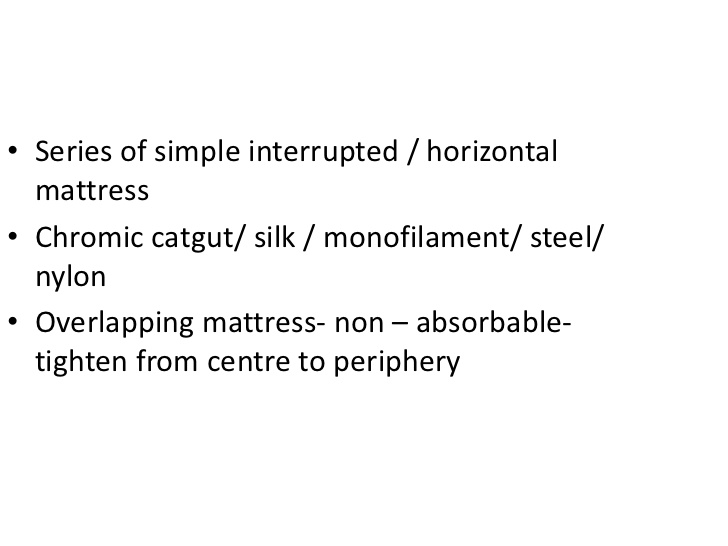 • Series of simple interrupted / horizontal
mattress
• Chromic catgut/ silk / monofilament/ steel/
nylon
• Overlapping mattress- non – absorbable-
tighten from centre to periphery